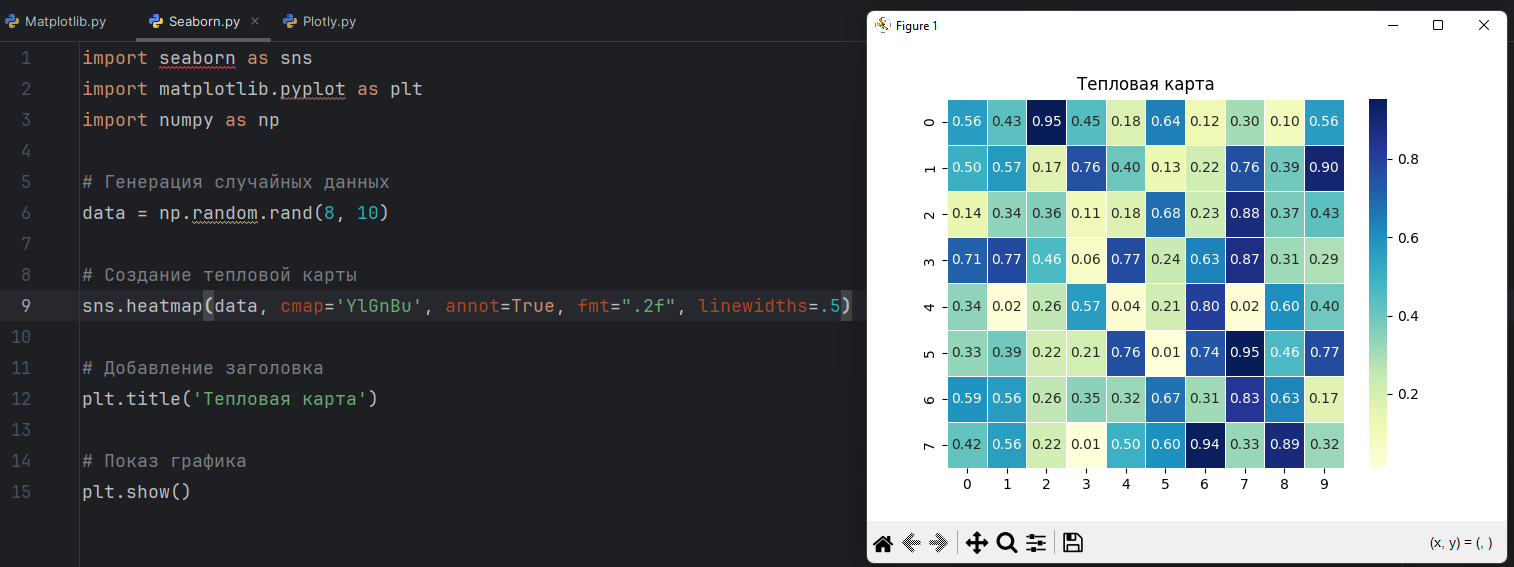 Matplotlib.py Seaborn.py Plotly.py
1 import seaborn as sns
2 import matplotlib.pyplot as plt
3 import numpy as np
4
5 # Генерация случайных данных
6 data = np.random.rand(8, 10)
7
8 # Создание тепловой карты
9 sns.heatmap(data, cmap='YlGnBu', annot=True, fmt=".2f", linewidths=.5)
10
11 # Добавление заголовка
12 plt.title('Тепловая карта')
13
14 # Показ графика
15 plt.show()
Figure 1
Тепловая карта
0 0.56 0.43 0.95 0.45 0.18 0.64 0.12 0.30 0.10 0.56
1 0.50 0.57 0.17 0.76 0.40 0.13 0.22 0.76 0.39 0.90
2 0.14 0.34 0.36 0.11 0.18 0.68 0.23 0.88 0.37 0.43
3 0.71 0.77 0.46 0.06 0.77 0.24 0.63 0.87 0.31 0.29
4 0.34 0.02 0.26 0.57 0.04 0.21 0.80 0.02 0.60 0.40
5 0.33 0.39 0.22 0.21 0.76 0.01 0.74 0.95 0.46 0.77
6 0.59 0.56 0.26 0.35 0.32 0.67 0.31 0.83 0.63 0.17
7 0.42 0.56 0.22 0.01 0.50 0.60 0.94 0.33 0.89 0.32
0 1 2 3 4 5 6 7 8 9
0.8
0.6
0.4
0.2
(x, y) = (, )